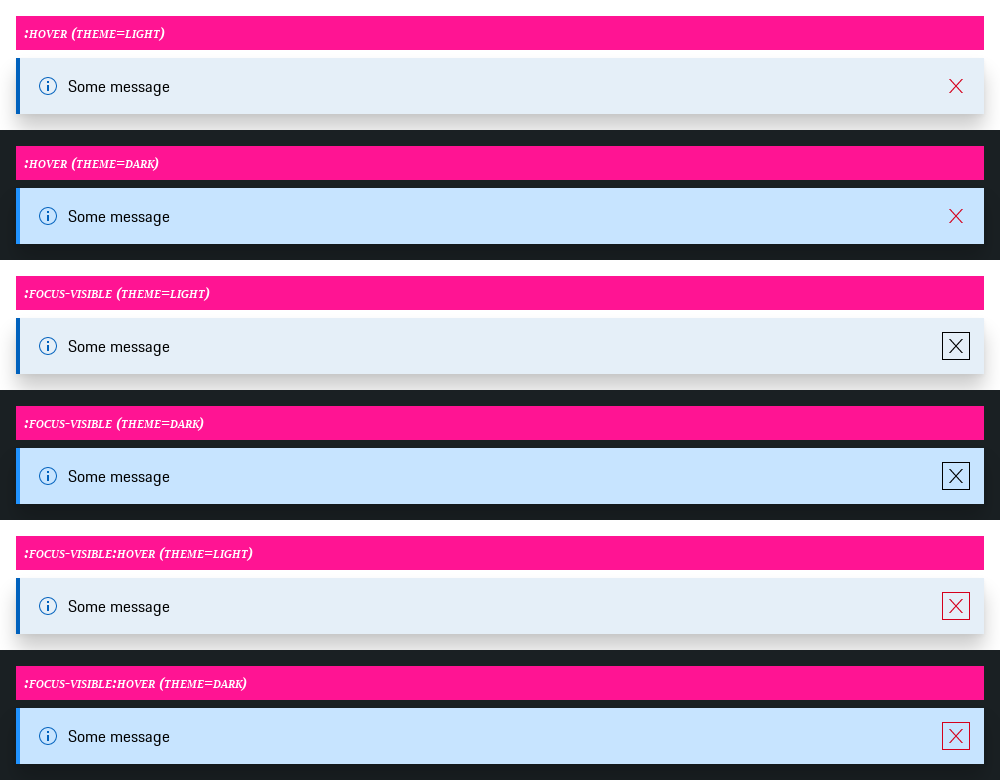 :hover (theme=light)
Some message
:hover (theme=dark)
Some message
:focus-visible (theme=light)
Some message
:focus-visible (theme=dark)
Some message
:focus-visible:hover (theme=light)
Some message
:focus-visible:hover (theme=dark)
Some message